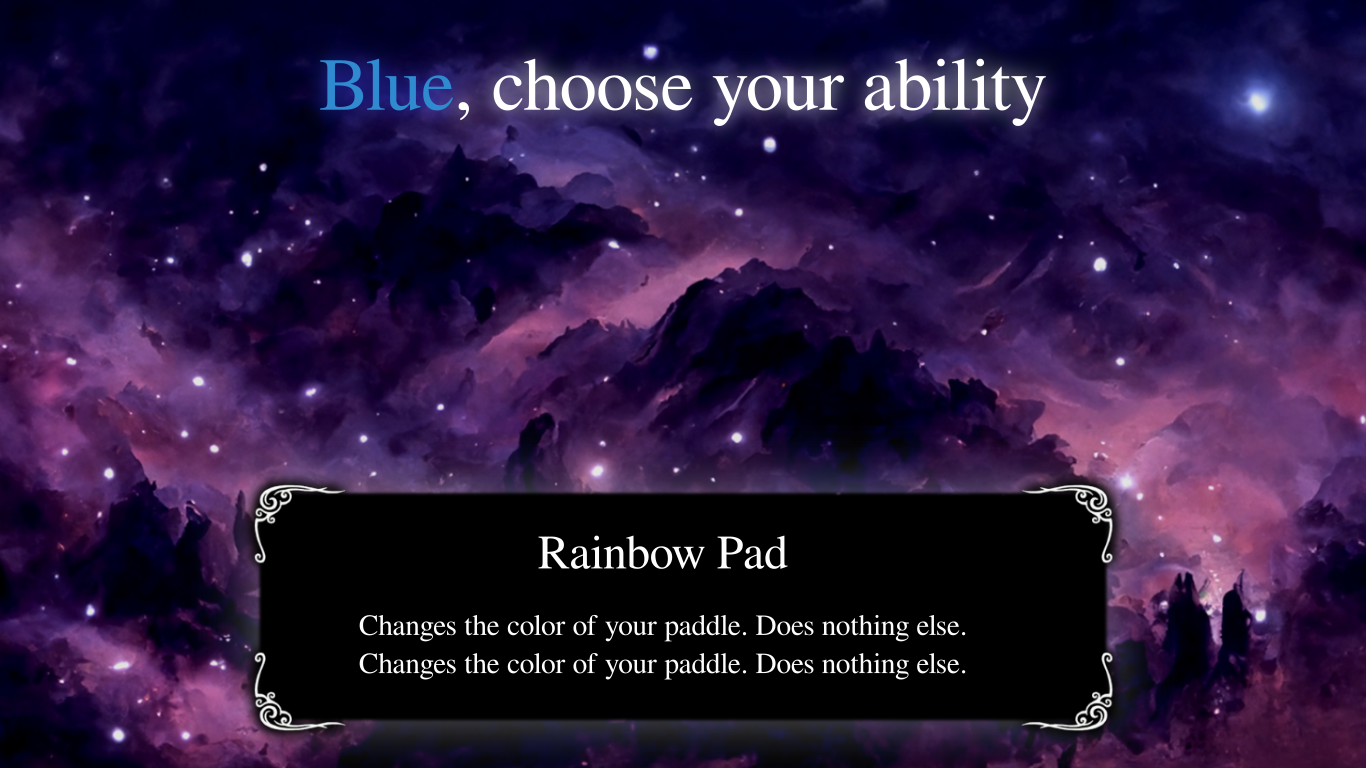 Blue, choose your ability
Rainbow Pad
Changes the color of your paddle. Does nothing else.
Changes the color of your paddle. Does nothing else.